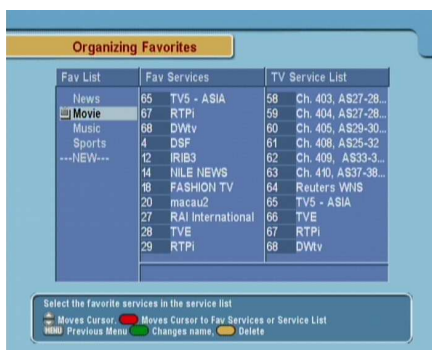 Organizing Favorites
Fav List Fav Services TV Service List
News 65 TV5 - ASIA 58 Ch. 403, AS27-28...
Movie 67 RTPi 59 Ch. 404, AS27-28...
Music 68 DWtv 60 Ch. 405, AS29-30...
Sports 4 DSF 61 Ch. 408, AS25-32
---NEW--- 12 IRIB3 62 Ch. 409, AS33-3...
14 NILE NEWS 63 Ch. 410, AS37-38...
18 FASHION TV 64 Reuters WNS
20 macau2 65 TV5 - ASIA
27 RAI International 66 TVE
28 TVE 67 RTPi
29 RTPi 68 DWtv
Select the favorite services in the service list
Moves Cursor, Moves Cursor to Fav Services or Service List
MENU Previous Menu Changes name, Delete